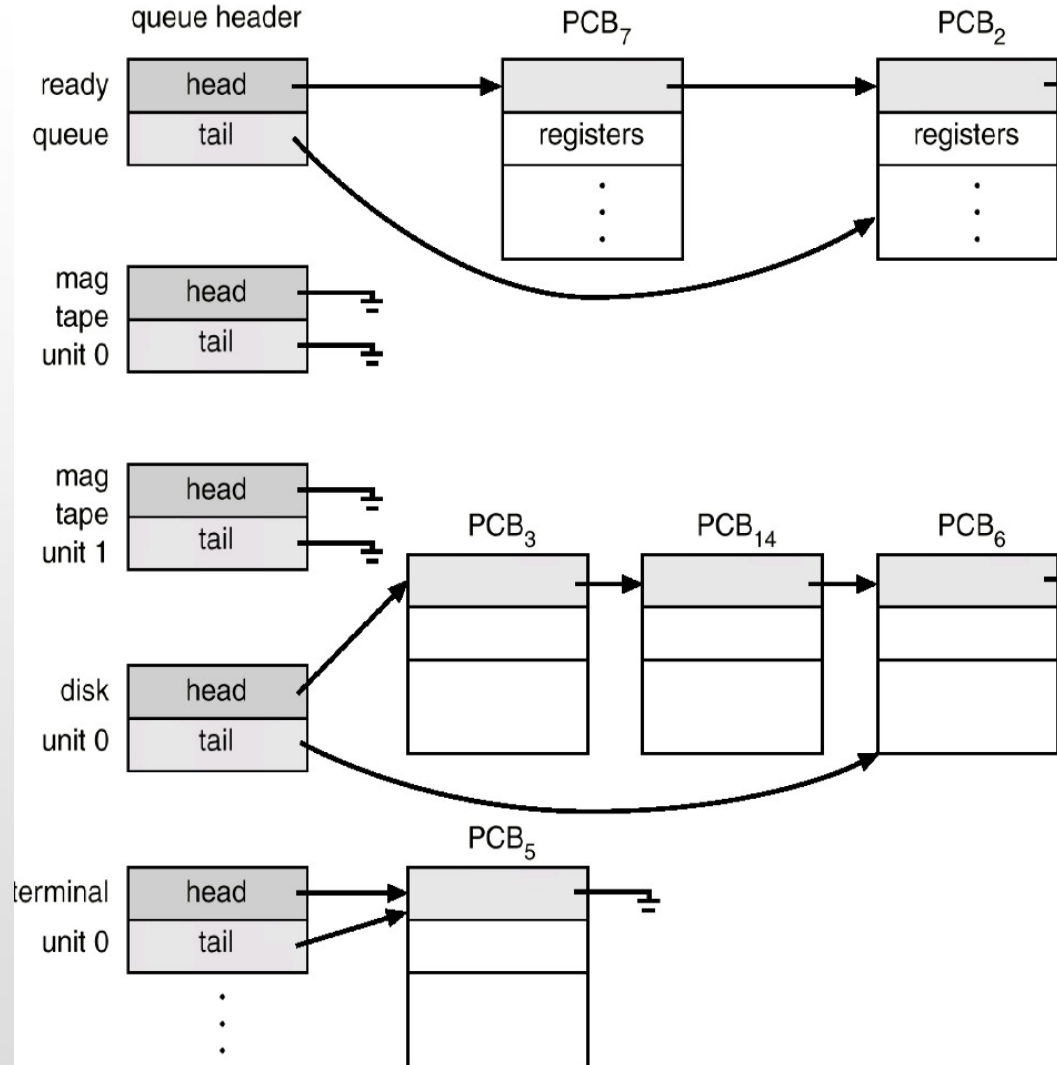 queue header
PCB₇
PCB₂
ready
queue
head
tail
registers
registers
mag
tape
unit 0
head
tail
mag
tape
unit 1
head
tail
PCB₃
PCB₁₄
PCB₆
disk
unit 0
head
tail
PCB₅
terminal
unit 0
head
tail